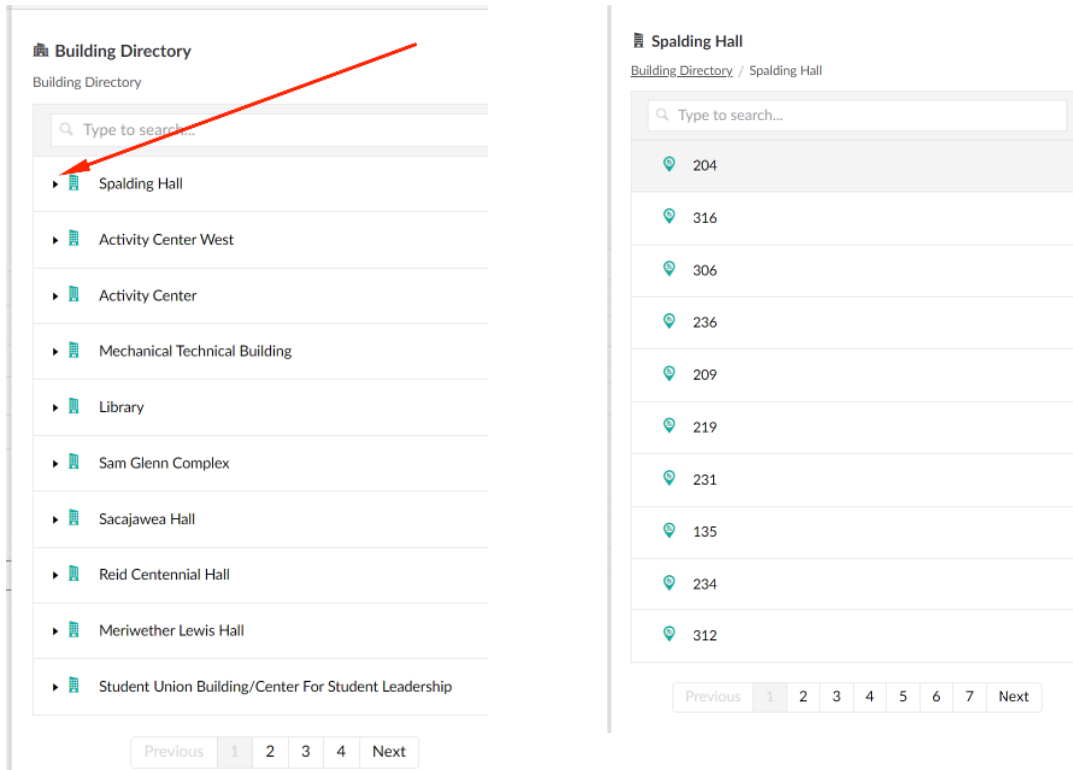 Building Directory
Building Directory
Type to search...
Spalding Hall
Activity Center West
Activity Center
Mechanical Technical Building
Library
Sam Glenn Complex
Sacajawea Hall
Reid Centennial Hall
Meriwether Lewis Hall
Student Union Building/Center For Student Leadership
Previous 1 2 3 4 Next
Spalding Hall
Building Directory / Spalding Hall
Type to search...
204
316
306
236
209
219
231
135
234
312
Previous 1 2 3 4 5 6 7 Next